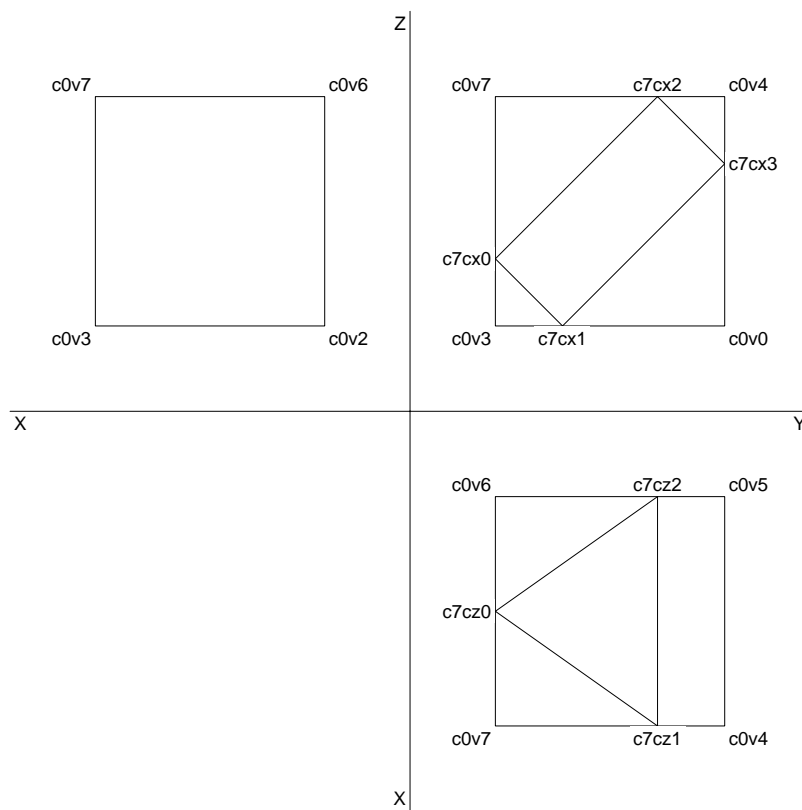 Z
c0v7 c0v6 c0v7 c7cx2 c0v4
c7cx3
c7cx0
c0v3 c0v2 c0v3 c7cx1 c0v0
X Y
c0v6 c7cz2 c0v5
c7cz0
c0v7 c7cz1 c0v4
X